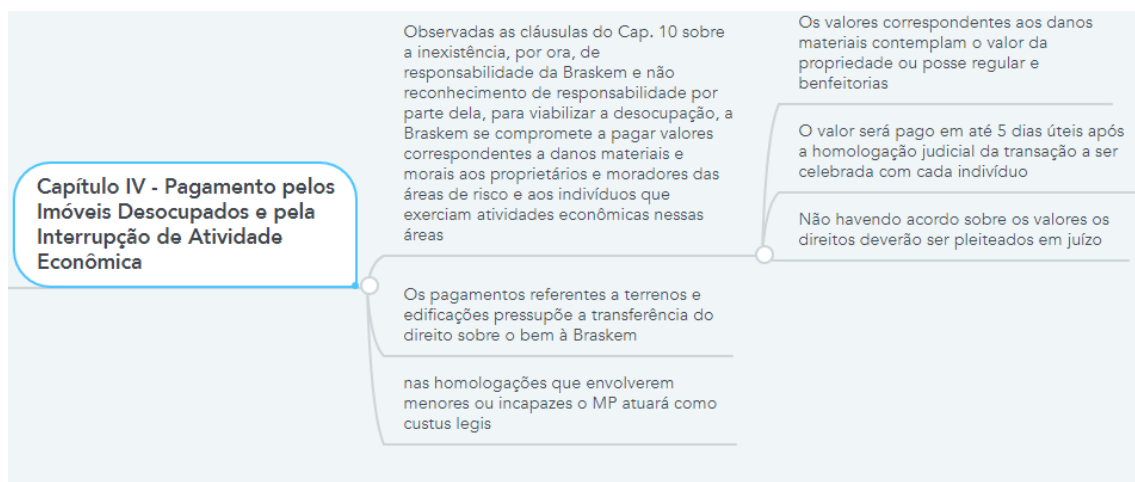 Capítulo IV - Pagamento pelos
Imóveis Desocupados e pela
Interrupção de Atividade
Econômica
Observadas as cláusulas do Cap. 10 sobre
a inexistência, por ora, de
responsabilidade da Braskem e não
reconhecimento de responsabilidade por
parte dela, para viabilizar a desocupação, a
Braskem se compromete a pagar valores
correspondentes a danos materiais e
morais aos proprietários e moradores das
áreas de risco e aos indivíduos que
exerciam atividades econômicas nessas
áreas
Os valores correspondentes aos danos
materiais contemplam o valor da
propriedade ou posse regular e
benfeitorias
O valor será pago em até 5 dias úteis após
a homologação judicial da transação a ser
celebrada com cada indivíduo
Não havendo acordo sobre os valores os
direitos deverão ser pleiteados em juízo
Os pagamentos referentes a terrenos e
edificações pressupõe a transferência do
direito sobre o bem à Braskem
nas homologações que envolverem
menores ou incapazes o MP atuará como
custus legis